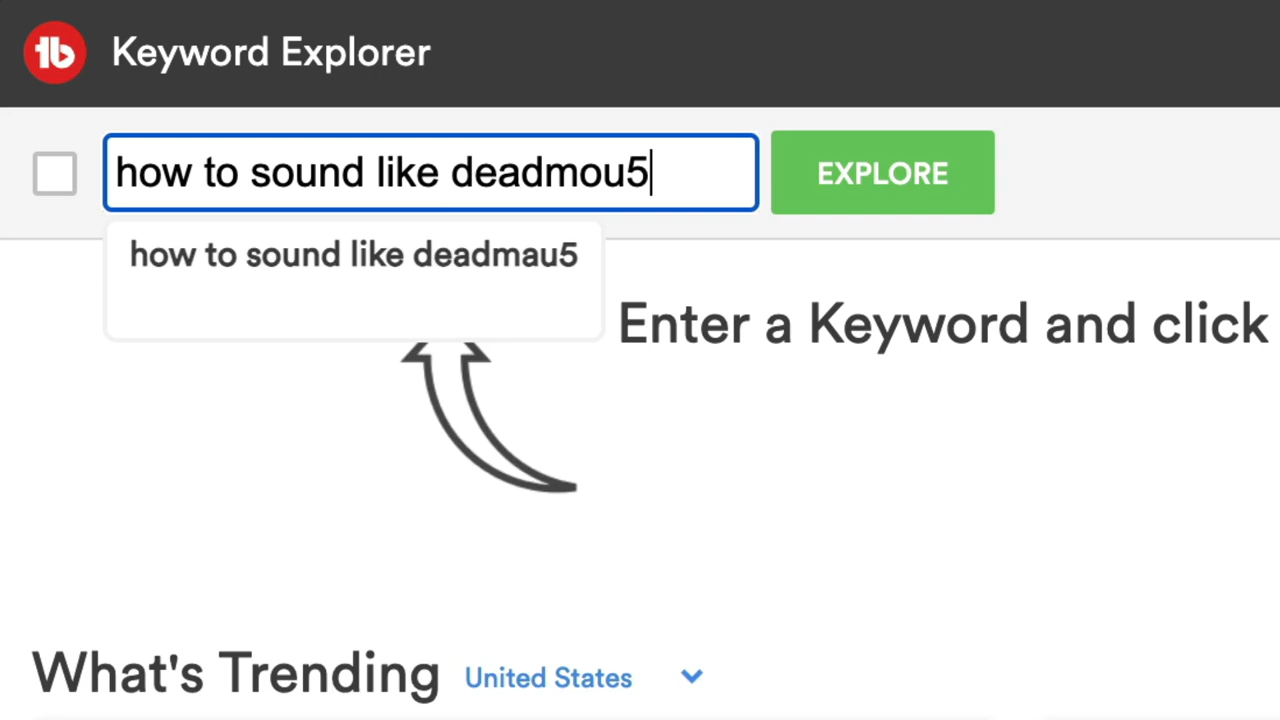 tb Keyword Explorer
how to sound like deadmou5 EXPLORE
how to sound like deadmau5
Enter a Keyword and click
What's Trending United States